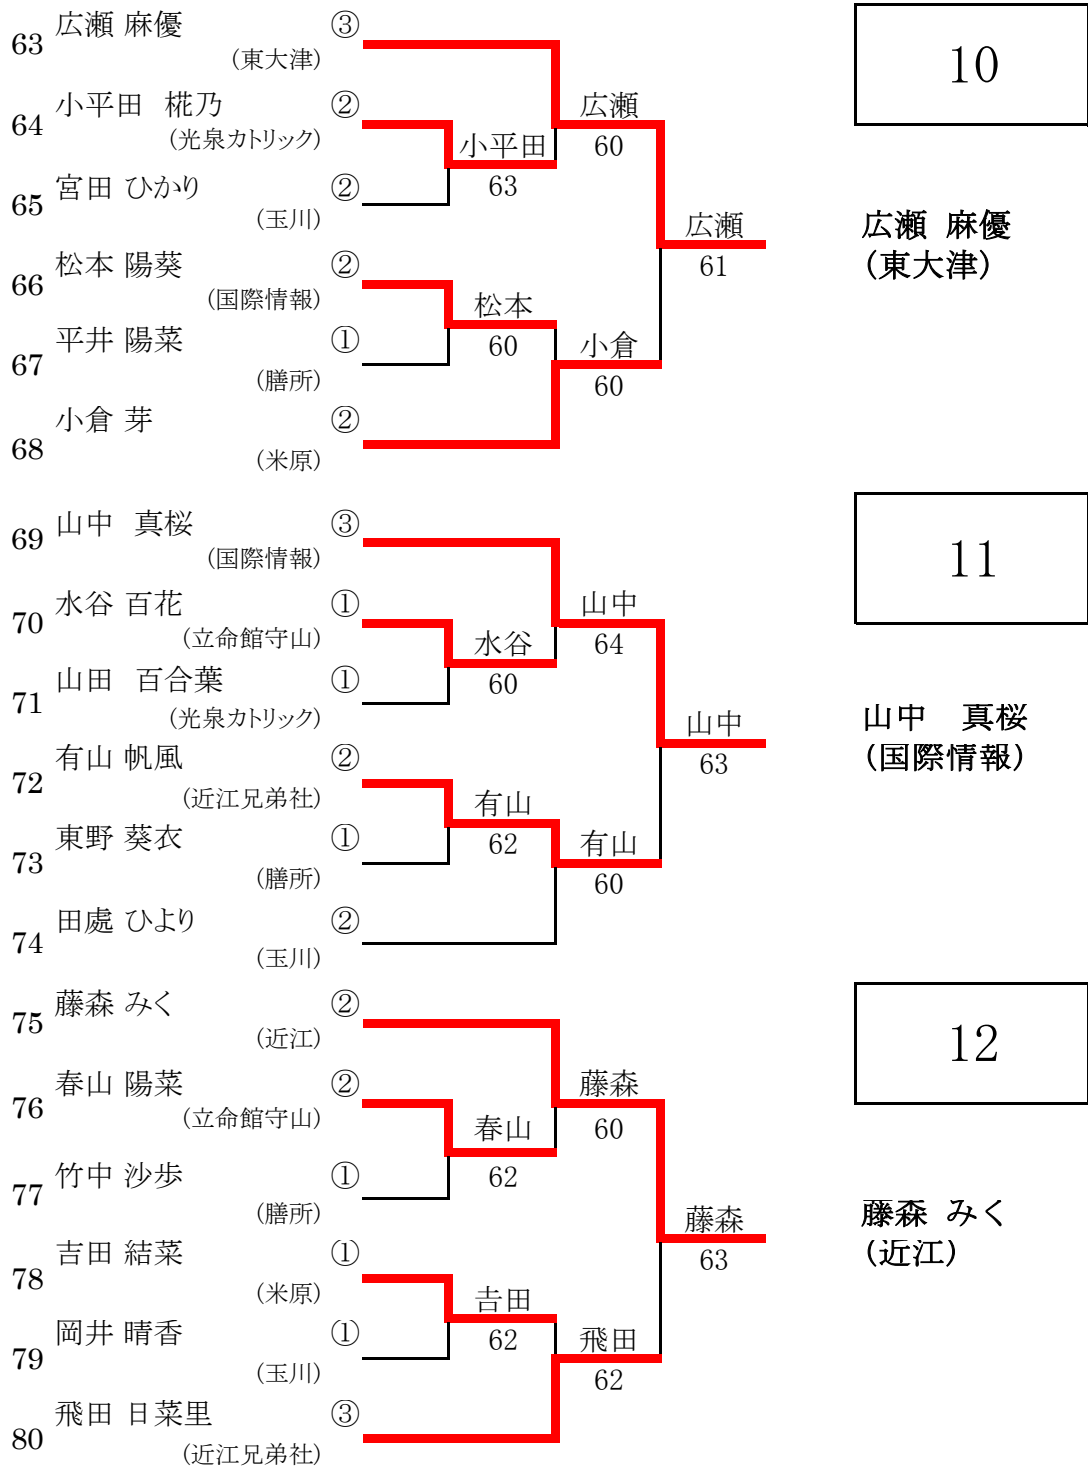 63 広瀬 麻優 ③
(東大津)
10
64 小平田 椛乃 ②
(光泉カトリック)
広瀬
60
小平田
63
65 宮田 ひかり ②
(玉川)
広瀬
61
広瀬 麻優
(東大津)
66 松本 陽葵 ②
(国際情報)
松本
60
67 平井 陽菜 ①
(膳所)
小倉
60
68 小倉 芽 ②
(米原)
69 山中 真桜 ③
(国際情報)
11
70 水谷 百花 ①
(立命館守山)
山中
64
水谷
60
71 山田 百合葉 ①
(光泉カトリック)
山中
63
山中 真桜
(国際情報)
72 有山 帆風 ②
(近江兄弟社)
有山
62
73 東野 葵衣 ①
(膳所)
有山
60
74 田處 ひより ②
(玉川)
75 藤森 みく ②
(近江)
12
76 春山 陽菜 ②
(立命館守山)
藤森
60
春山
62
77 竹中 沙歩 ①
(膳所)
藤森
63
藤森 みく
(近江)
78 吉田 結菜 ①
(米原)
吉田
62
79 岡井 晴香 ①
(玉川)
飛田
62
80 飛田 日菜里 ③
(近江兄弟社)